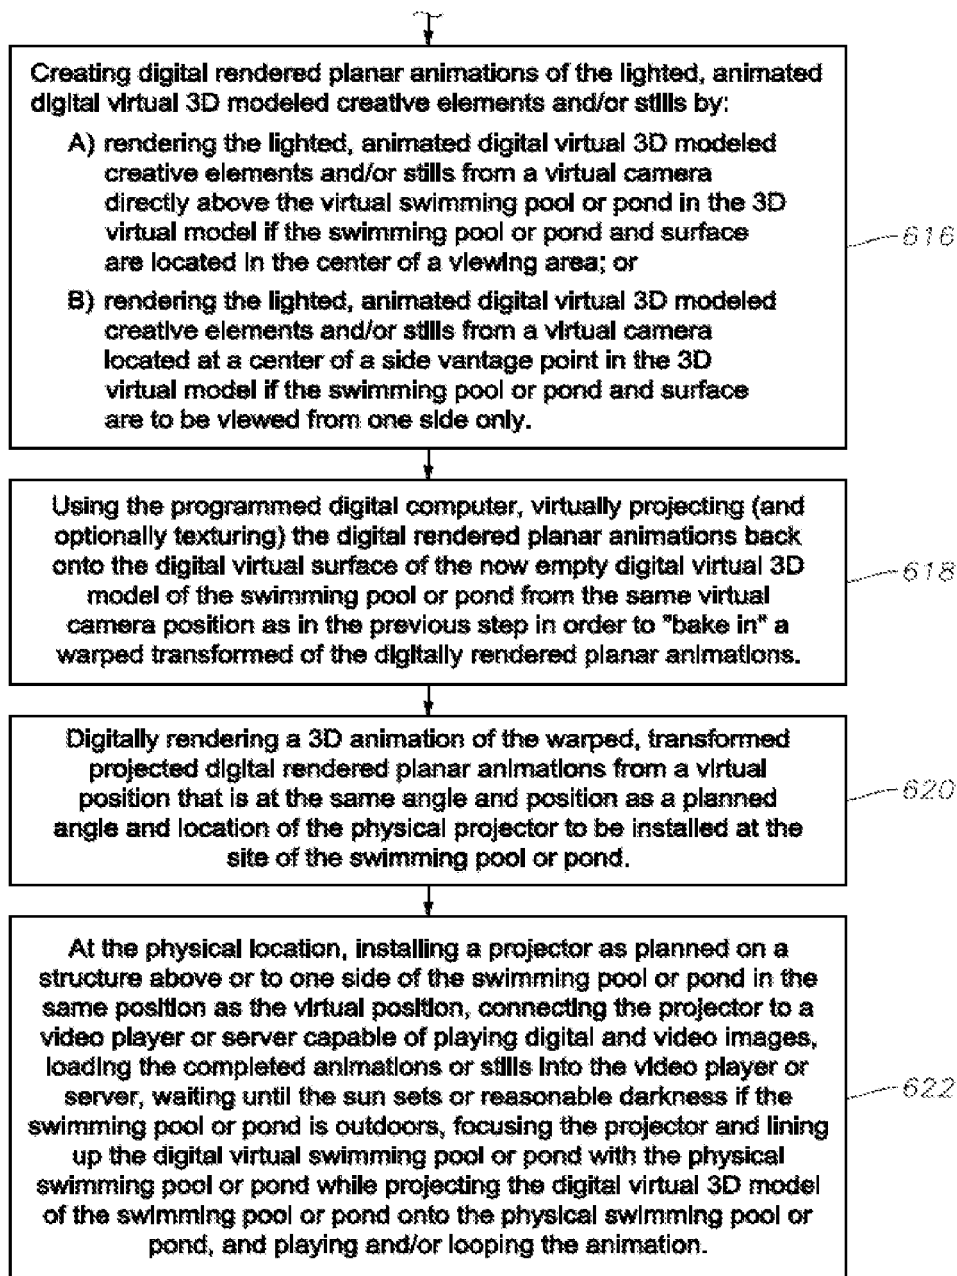 Creating digital rendered planar animations of the lighted, animated
digital virtual 3D modeled creative elements and/or stills by:
A) rendering the lighted, animated digital virtual 3D modeled
creative elements and/or stills from a virtual camera
directly above the virtual swimming pool or pond in the 3D
virtual model if the swimming pool or pond and surface
are located in the center of a viewing area; or
616
B) rendering the lighted, animated digital virtual 3D modeled
creative elements and/or stills from a virtual camera
located at a center of a side vantage point in the 3D
virtual model if the swimming pool or pond and surface
are to be viewed from one side only.
Using the programmed digital computer, virtually projecting (and
optionally texturing) the digital rendered planar animations back
onto the digital virtual surface of the now empty digital virtual 3D
model of the swimming pool or pond from the same virtual
camera position as in the previous step in order to "bake in" a
warped transformed of the digitally rendered planar animations.
618
Digitally rendering a 3D animation of the warped, transformed
projected digital rendered planar animations from a virtual
position that is at the same angle and position as a planned
angle and location of the physical projector to be installed at the
site of the swimming pool or pond.
620
At the physical location, installing a projector as planned on a
structure above or to one side of the swimming pool or pond in the
same position as the virtual position, connecting the projector to a
video player or server capable of playing digital and video images,
loading the completed animations or stills into the video player or
server, waiting until the sun sets or reasonable darkness if the
swimming pool or pond is outdoors, focusing the projector and lining
up the digital virtual swimming pool or pond with the physical
swimming pool or pond while projecting the digital virtual 3D model
of the swimming pool or pond onto the physical swimming pool or
pond, and playing and/or looping the animation.
622